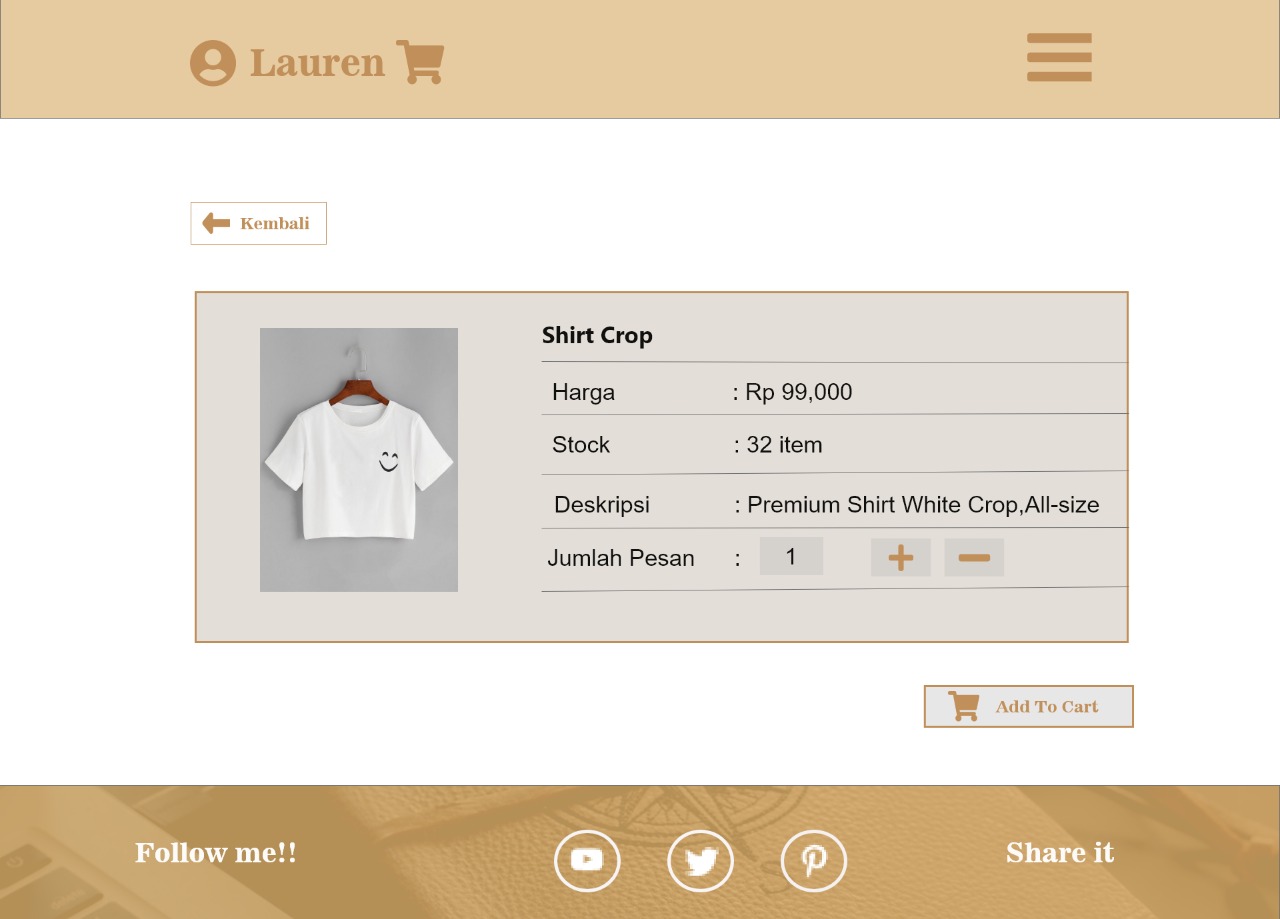 Lauren
Kembali
Shirt Crop
Harga : Rp 99,000
Stock : 32 item
Deskripsi : Premium Shirt White Crop,All-size
Jumlah Pesan : 1
Add To Cart
Follow me!!
Share it